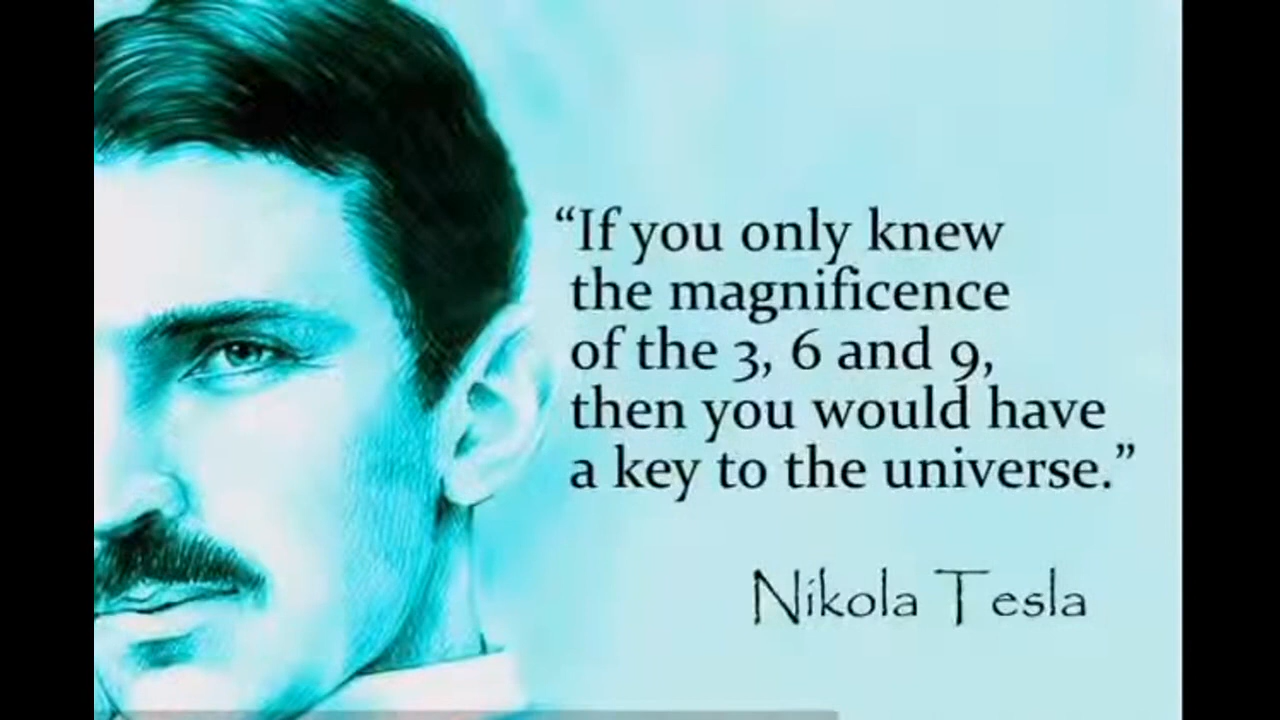 “If you only knew
the magnificence
of the 3, 6 and 9,
then you would have
a key to the universe.”
Nikola Tesla